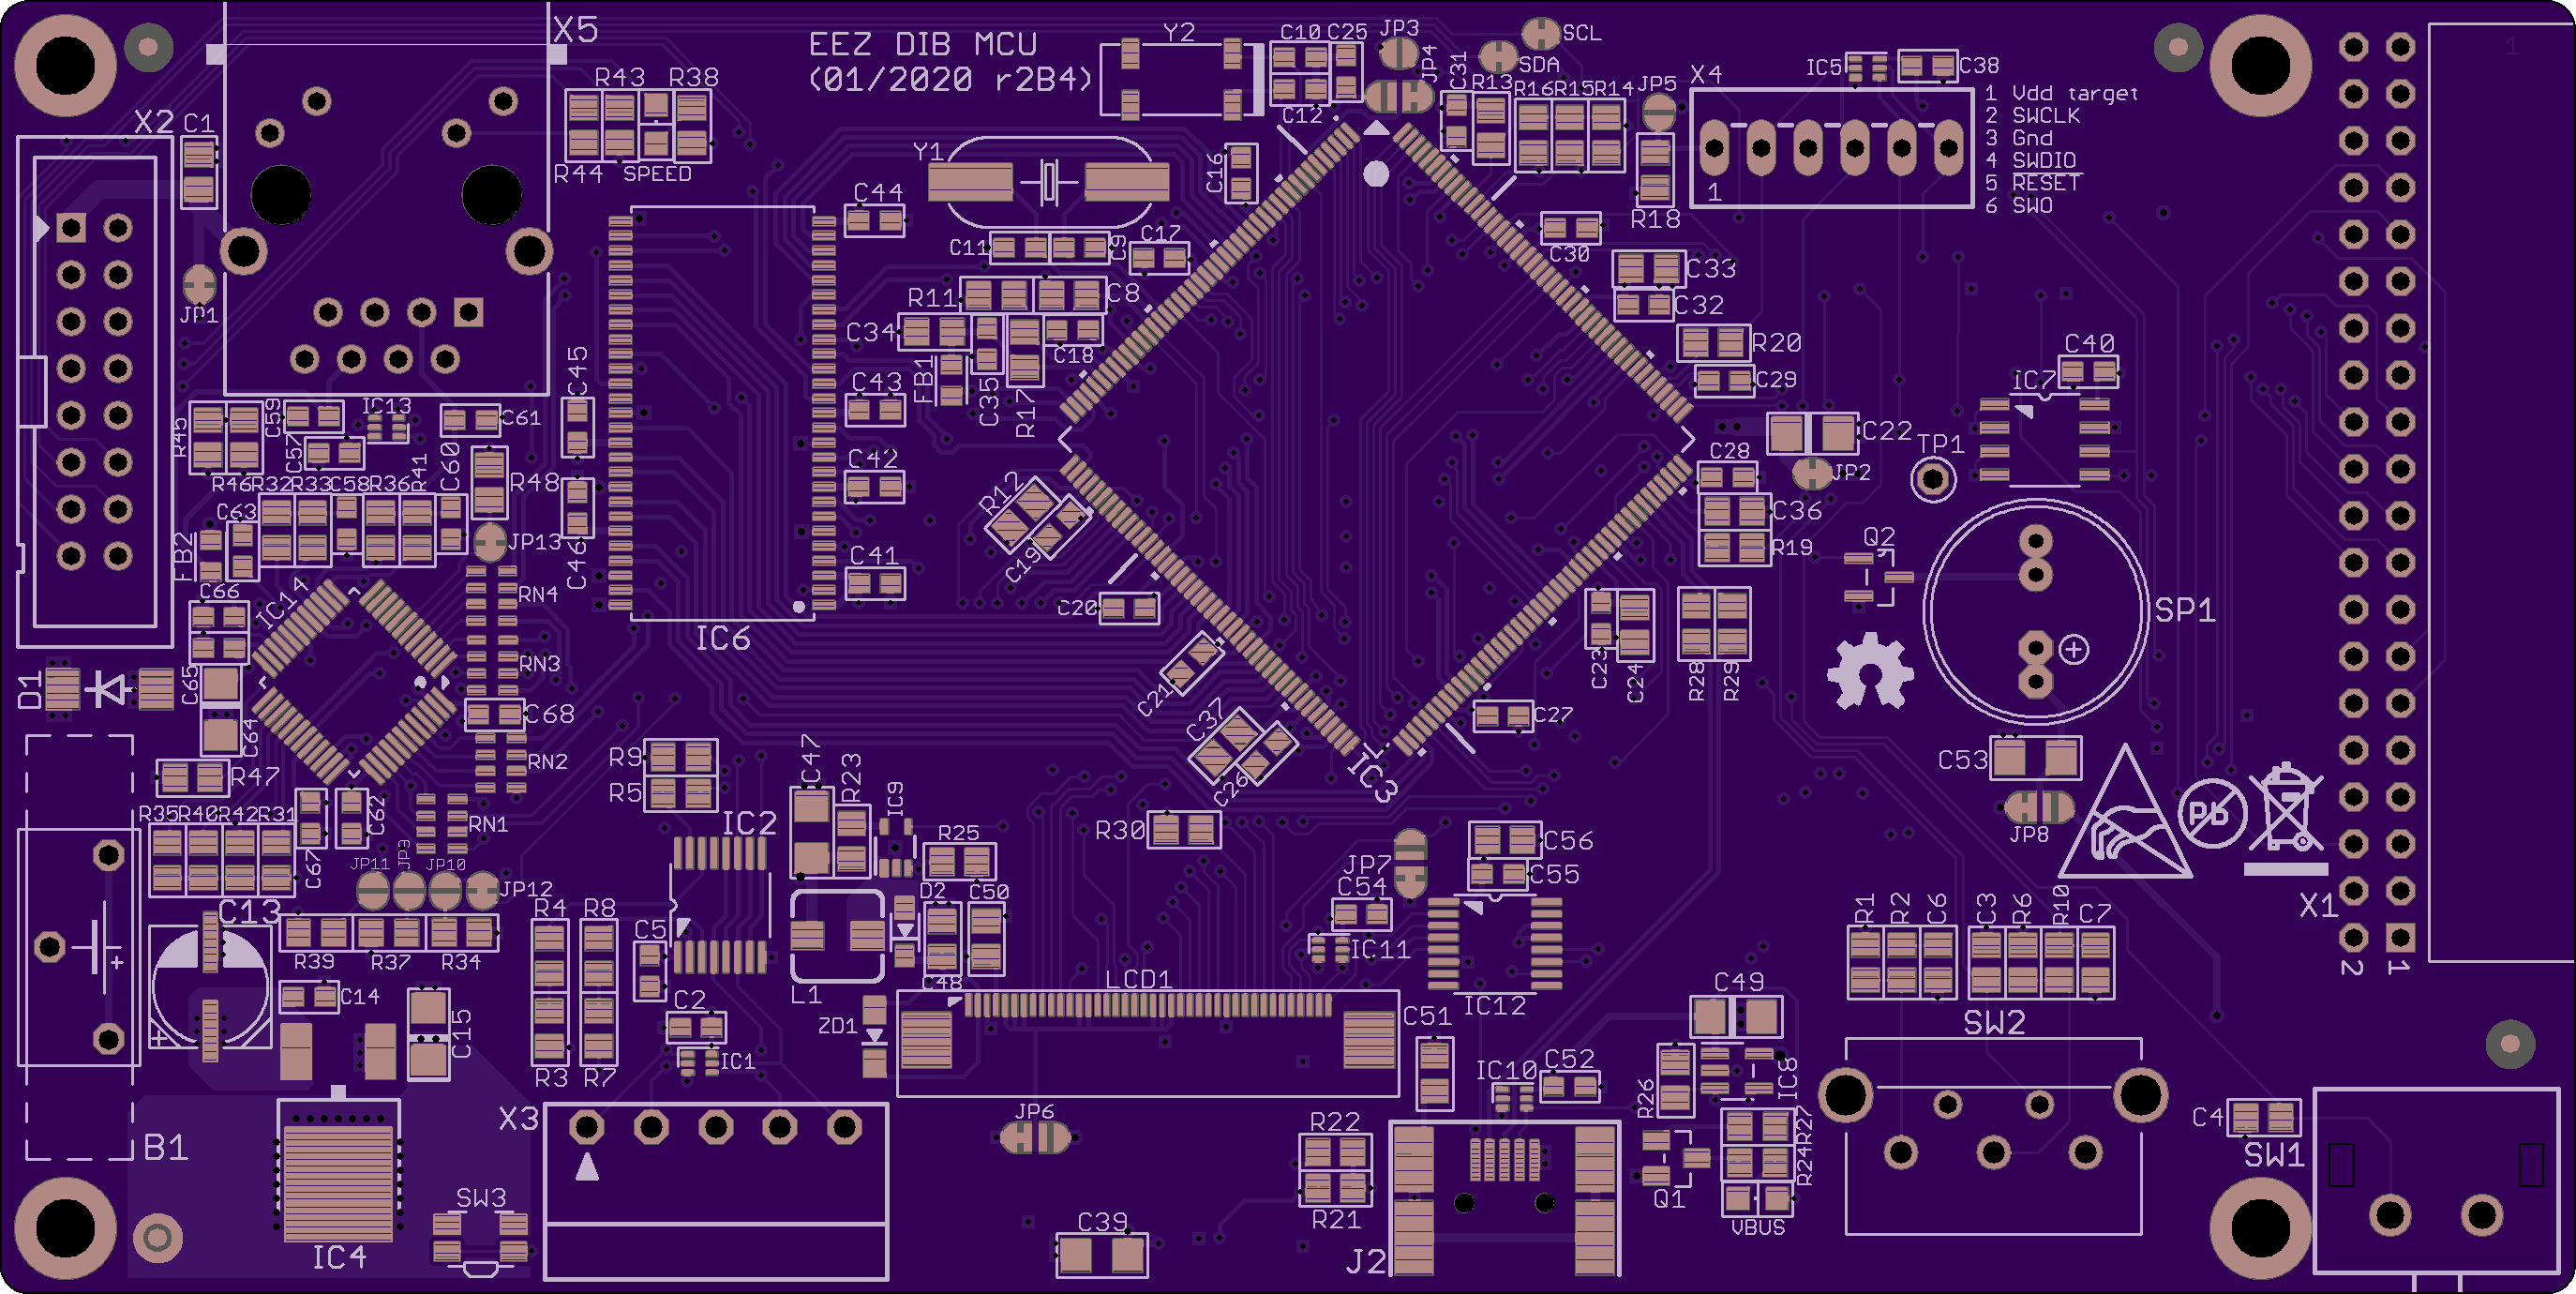 X5
EEZ DIB MCU
(01/2020 r2B4)
Y2
C10
C25
JP3
JP4
SCL
SDA
C12
C31
R13
R16
R15
R14
JP5
X4
IC5
C38
1
1 Vdd target
2 SWCLK
3 Gnd
4 SWDIO
5 RESET
6 SWO
1
X2
C1
R43
R38
R44
SPEED
Y1
C16
R18
C44
C11
C9
C17
C30
C33
C32
JP1
R11
C8
C34
C18
FB1
C35
R17
R20
C29
C40
IC7
C45
C43
C59
IC13
C61
R45
C57
R41
C60
C22
TP1
C28
JP2
R46
R32
R33
C58
R36
R48
C42
R12
C36
C63
JP13
C46
C19
R19
Q2
FB2
C66
IC14
RN4
C41
C20
SP1
IC6
RN3
C21
C23
C24
R28
R29
D1
C65
C64
C68
C37
C27
RN2
R9
C47
R23
C26
IC3
C53
R47
R5
IC9
JP8
Pb
R35
R40
R42
R31
C62
RN1
IC2
R25
R30
C56
JP7
C55
C67
JP11
JP9
JP10
JP12
D2
C50
C54
X1
C13
R4
R8
C5
IC11
R1
R2
C6
C3
R6
R10
C7
R39
R37
R34
C48
LCD1
2
1
C14
L1
IC12
C49
C15
C2
ZD1
C51
SW2
R3
R7
IC1
IC10
C52
R26
IC8
B1
X3
JP6
R22
R27
R24
C4
SW1
SW3
R21
Q1
VBUS
IC4
C39
J2